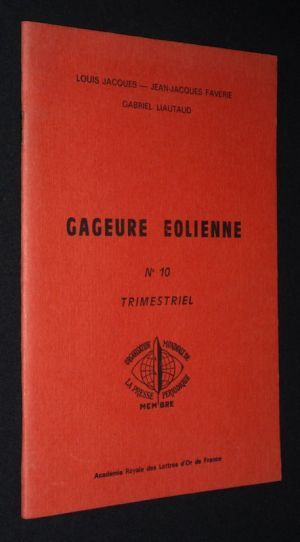 LOUIS JACQUES — JEAN-JACQUES FAVERIE
GABRIEL LIAUTAUD
GAGEURE EOLIENNE
N° 10
TRIMESTRIEL
ORGANISATION MONDIALE DE
LA PRESSE PERIODIQUE
MEMBRE
Academie Royale des Lettres d'Or de France